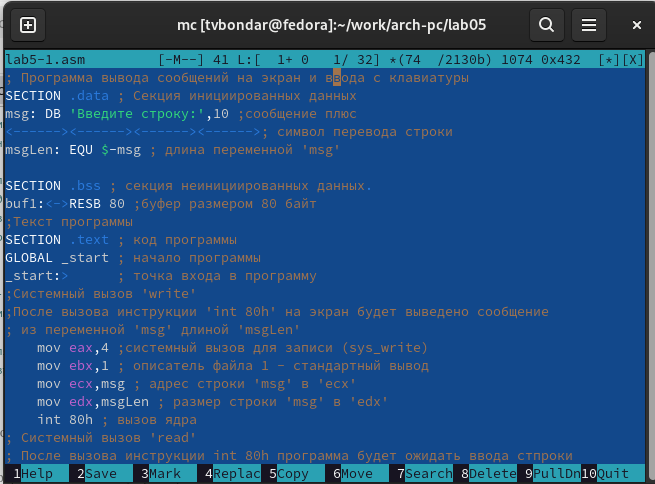 mc [tvbondar@fedora]:~/work/arch-pc/lab05
lab5-1.asm [-M--] 41 L:[ 1+ 0 1/ 32] *(74 /2130b) 1074 0x432 [*][X]
; Программа вывода сообщений на экран и ввода с клавиатуры
SECTION .data ; Секция инициированных данных
msg: DB 'Введите строку:',10 ;сообщение плюс
<------><------><------><------>; символ перевода строки
msgLen: EQU $-msg ; длина переменной 'msg'
SECTION .bss ; секция неинициированных данных.
buf1:<->RESB 80 ;буфер размером 80 байт
;Текст программы
SECTION .text ; код программы
GLOBAL _start ; начало программы
_start:> ; точка входа в программу
;Системный вызов 'write'
;После вызова инструкции 'int 80h' на экран будет выведено сообщение
; из переменной 'msg' длиной 'msgLen'
mov eax,4 ;системный вызов для записи (sys_write)
mov ebx,1 ; описатель файла 1 - стандартный вывод
mov ecx,msg ; адрес строки 'msg' в 'ecx'
mov edx,msgLen ; размер строки 'msg' в 'edx'
int 80h ; вызов ядра
; Системный вызов 'read'
; После вызова инструкции int 80h программа будет ожидать ввода стпроки
1Help 2Save 3Mark 4Replac 5Copy 6Move 7Search 8Delete 9PullDn 10Quit